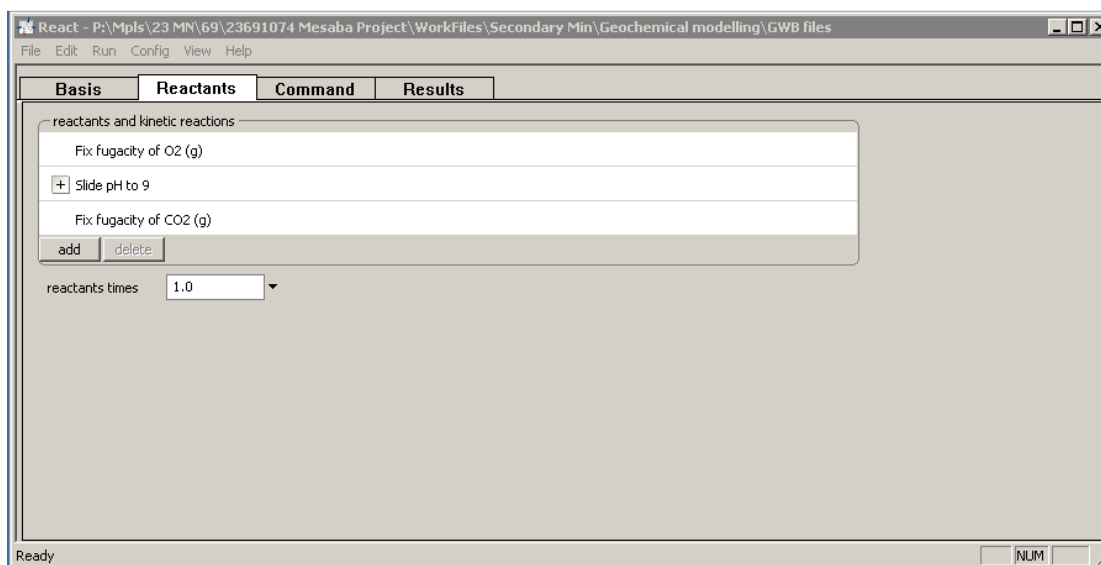 React - P:\Mpls\23 MN\69\23691074 Mesaba Project\WorkFiles\Secondary Min\Geochemical modelling\GWB files
File Edit Run Config View Help
Basis Reactants Command Results
reactants and kinetic reactions
Fix fugacity of O2 (g)
+ Slide pH to 9
Fix fugacity of CO2 (g)
add delete
reactants times 1.0
Ready NUM